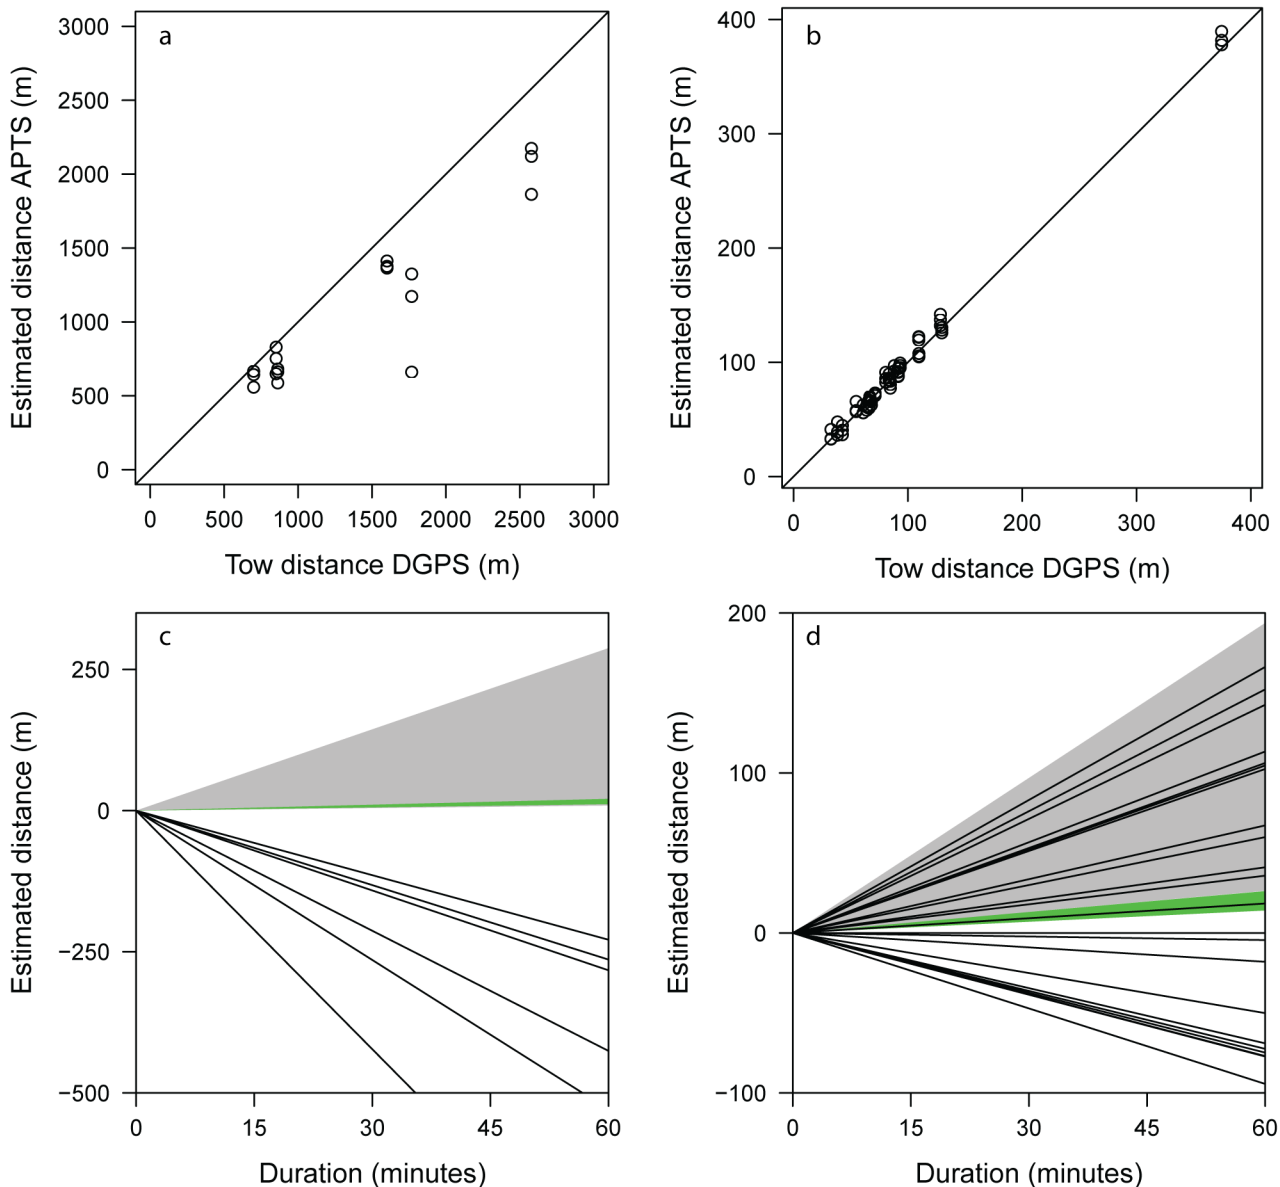 a
3000
2500
2000
1500
1000
500
0
Estimated distance APTS (m)
0 500 1000 1500 2000 2500 3000
Tow distance DGPS (m)
b
400
300
200
100
0
Estimated distance APTS (m)
0 100 200 300 400
Tow distance DGPS (m)
c
250
0
−250
−500
Estimated distance (m)
0 15 30 45 60
Duration (minutes)
d
200
100
0
−100
Estimated distance (m)
0 15 30 45 60
Duration (minutes)